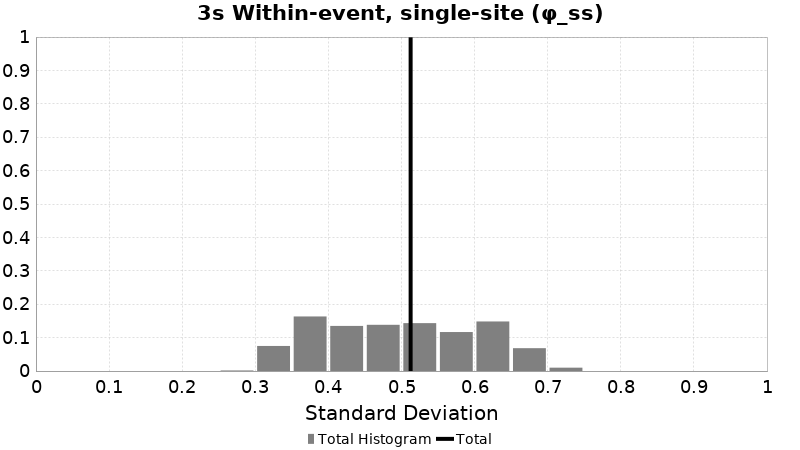 3s Within-event, single-site (φ_ss)
1
0.9
0.8
0.7
0.6
0.5
0.4
0.3
0.2
0.1
0
0 0.1 0.2 0.3 0.4 0.5 0.6 0.7 0.8 0.9 1
Standard Deviation
Total Histogram Total